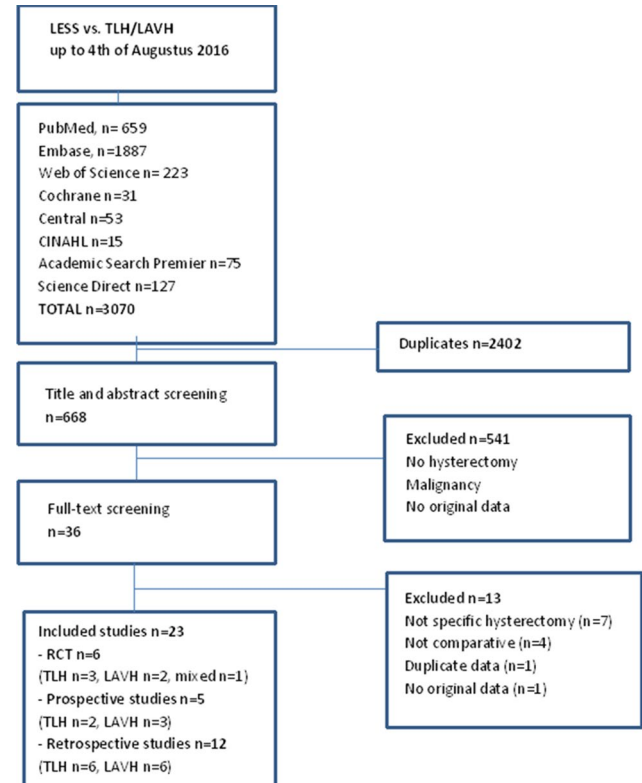 LESS vs. TLH/LAVH
up to 4th of Augustus 2016
PubMed, n= 659
Embase, n=1887
Web of Science n= 223
Cochrane n=31
Central n=53
CINAHL n=15
Academic Search Premier n=75
Science Direct n=127
TOTAL n=3070
Duplicates n=2402
Title and abstract screening
n=668
Excluded n=541
No hysterectomy
Malignancy
No original data
Full-text screening
n=36
Excluded n=13
Not specific hysterectomy (n=7)
Not comparative (n=4)
Duplicate data (n=1)
No original data (n=1)
Included studies n=23
- RCT n=6
(TLH n=3, LAVH n=2, mixed n=1)
- Prospective studies n=5
(TLH n=2, LAVH n=3)
- Retrospective studies n=12
(TLH n=6, LAVH n=6)